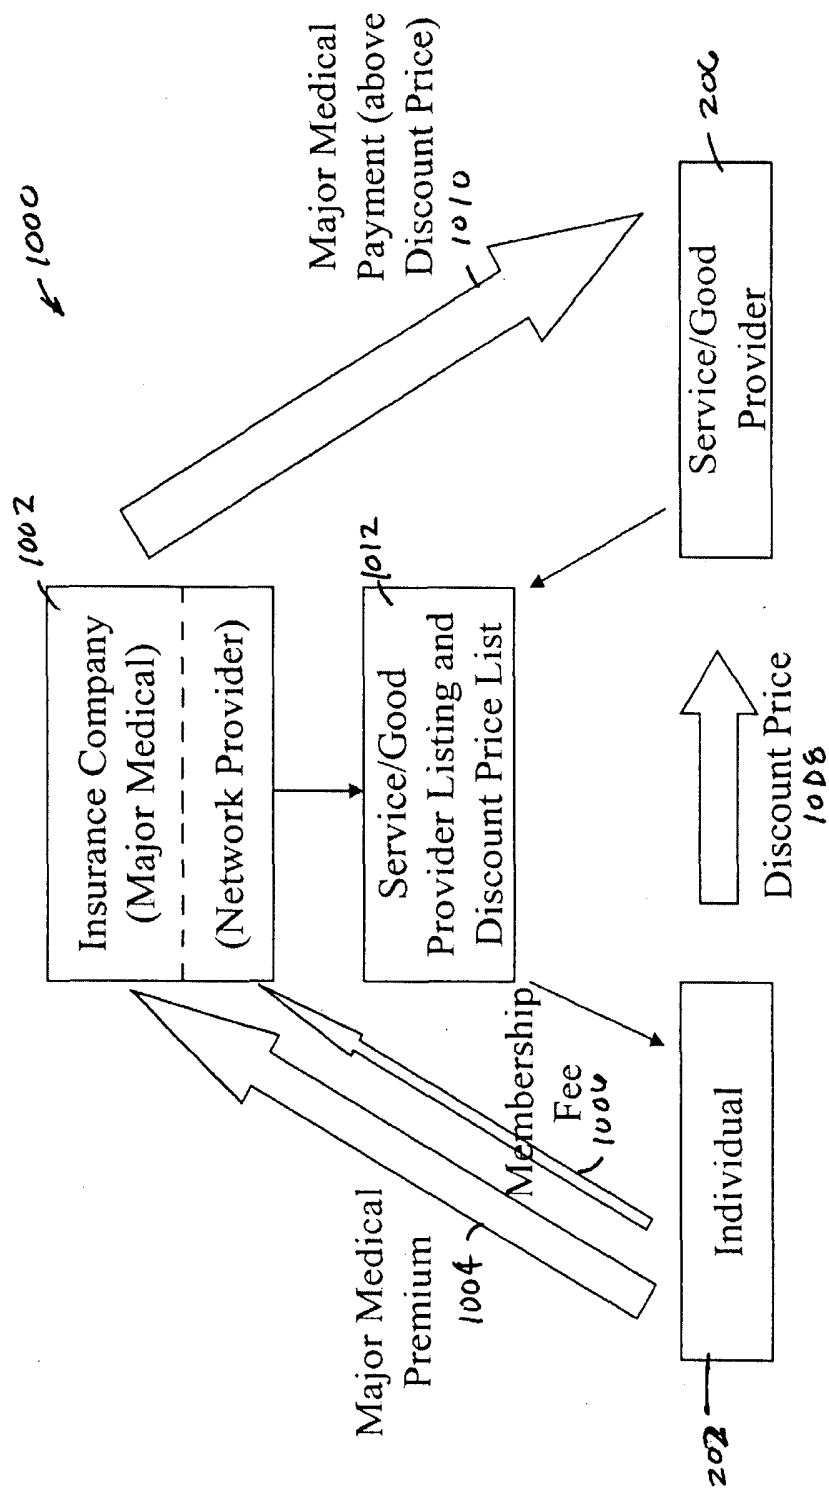 1000
1002
Insurance Company
(Major Medical)
(Network Provider)
Major Medical
Payment (above
Discount Price)
1010
Major Medical
Premium
1004
Membership
Fee
1006
1012
Service/Good
Provider Listing and
Discount Price List
202
Individual
Discount Price
1008
Service/Good
Provider
206